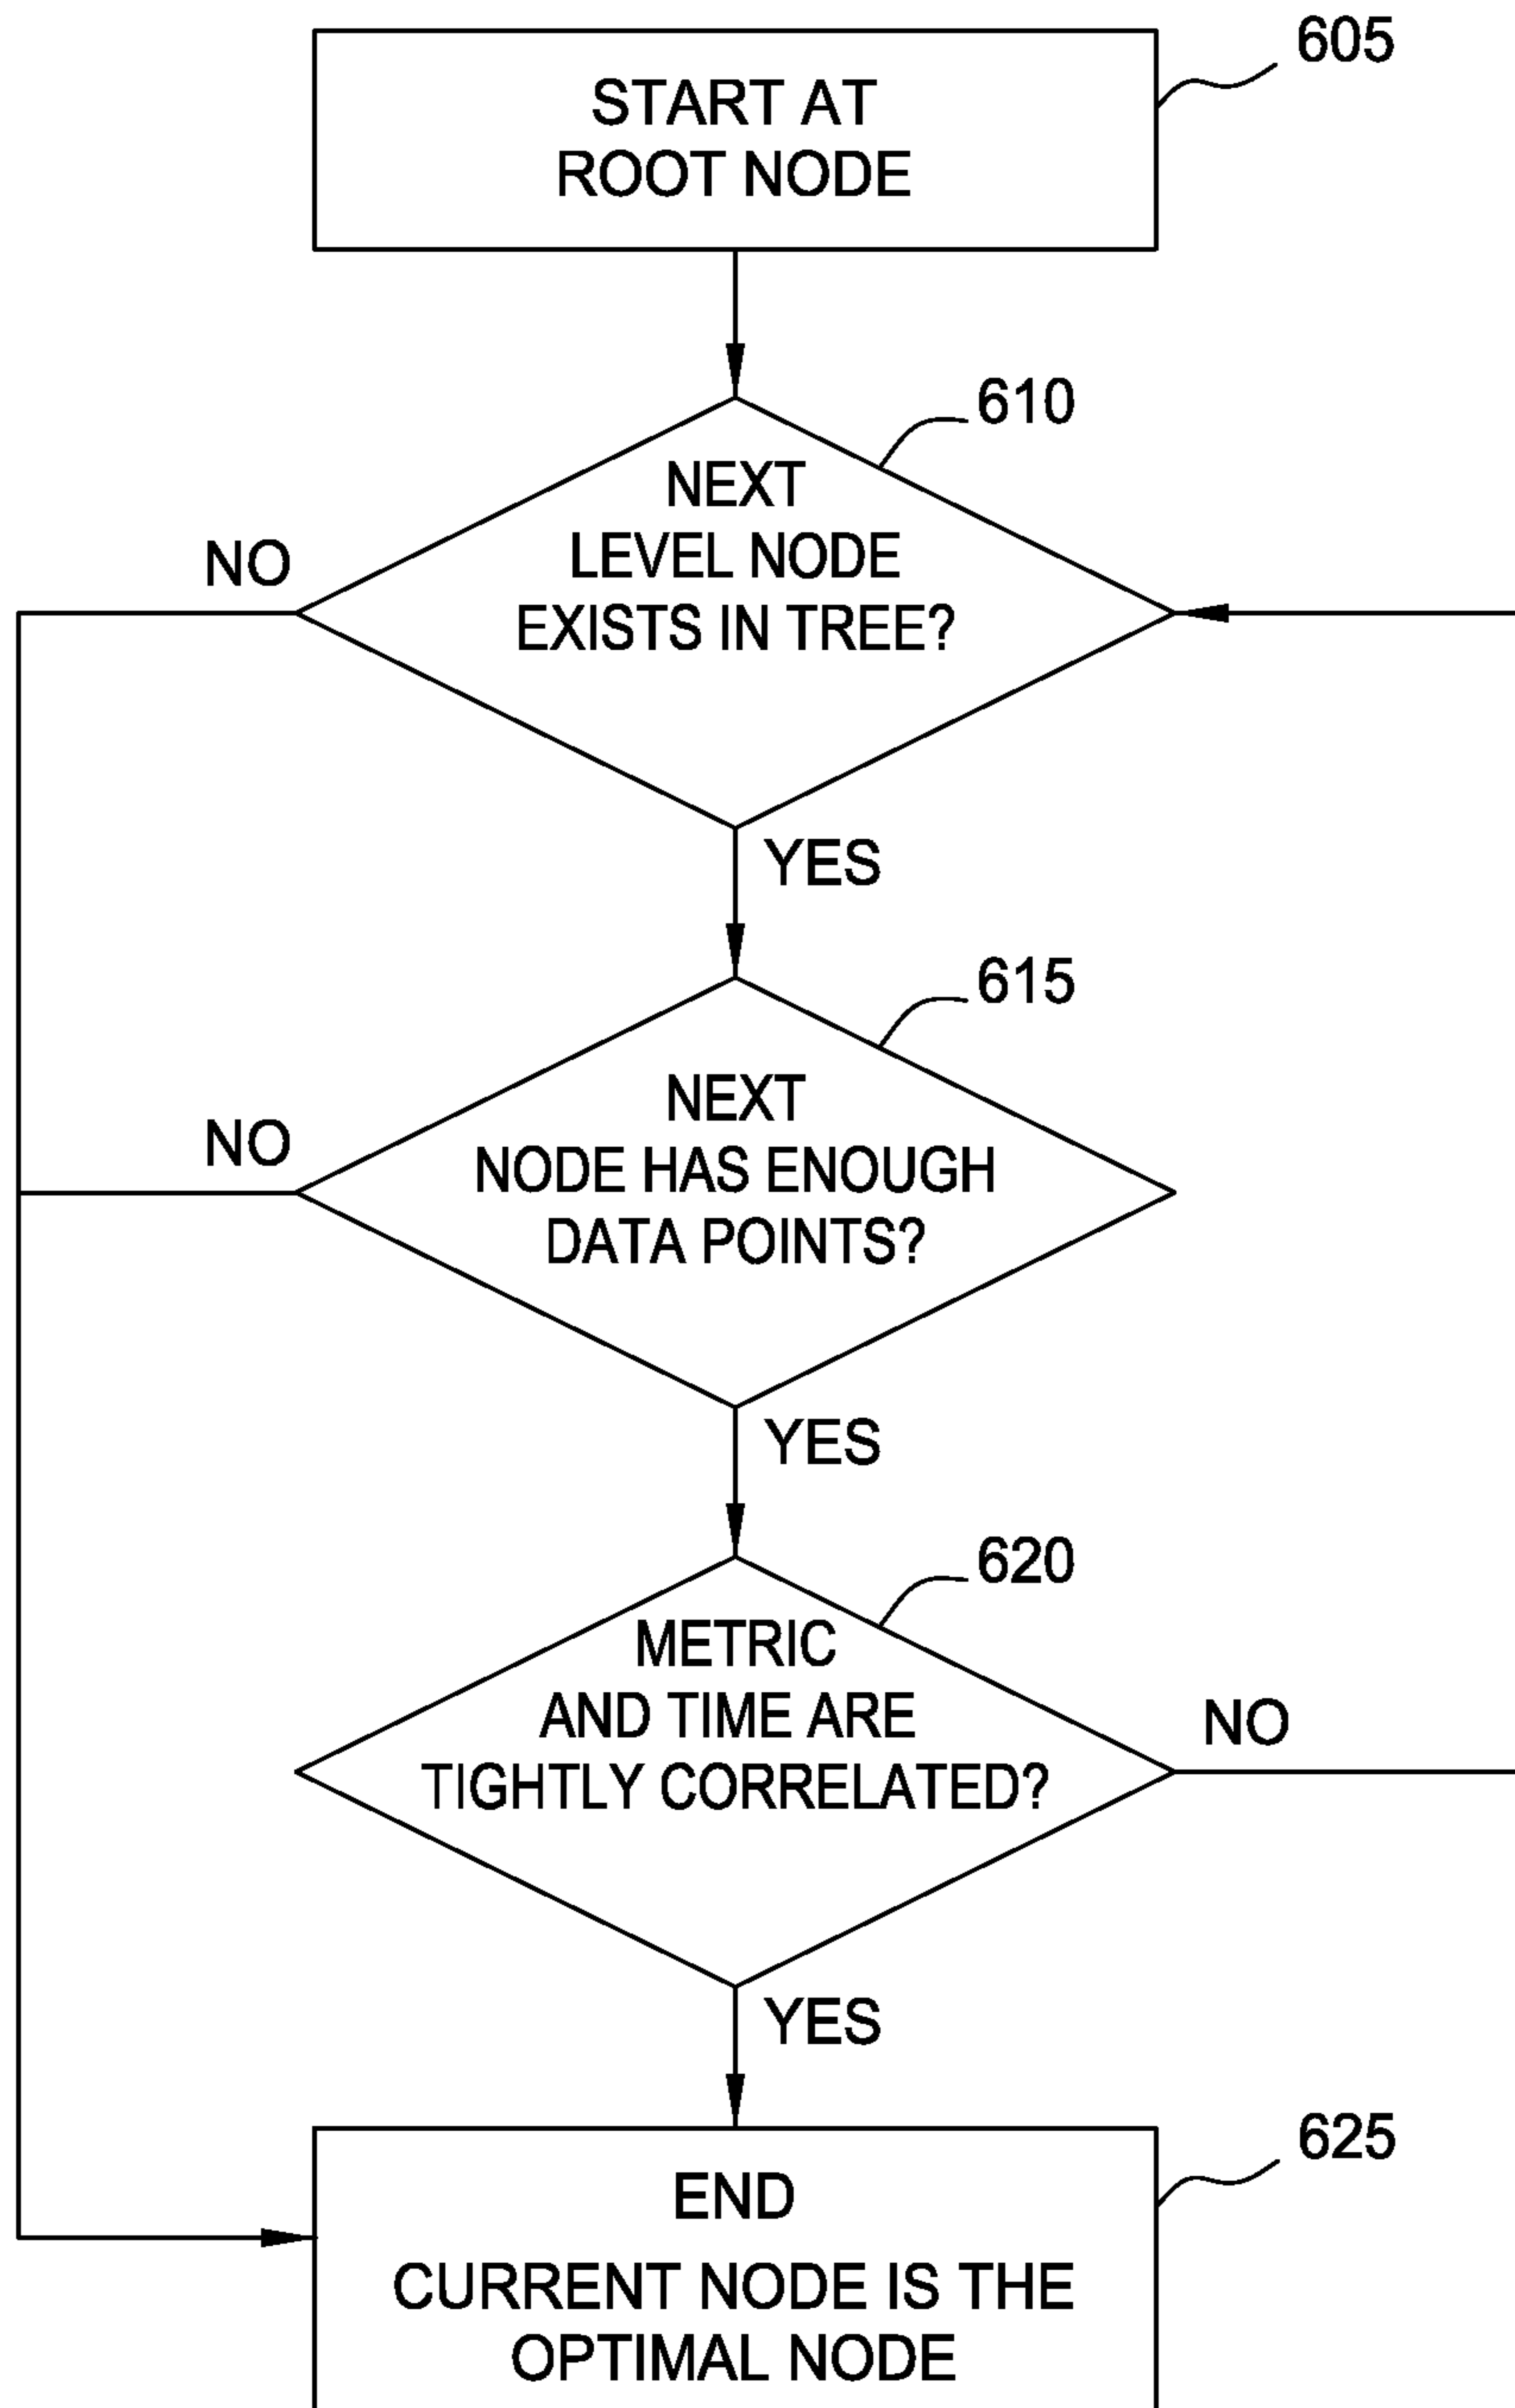 START AT
ROOT NODE
605
610
NEXT
LEVEL NODE
EXISTS IN TREE?
NO
YES
615
NEXT
NODE HAS ENOUGH
DATA POINTS?
NO
YES
620
METRIC
AND TIME ARE
TIGHTLY CORRELATED?
NO
YES
625
END
CURRENT NODE IS THE
OPTIMAL NODE